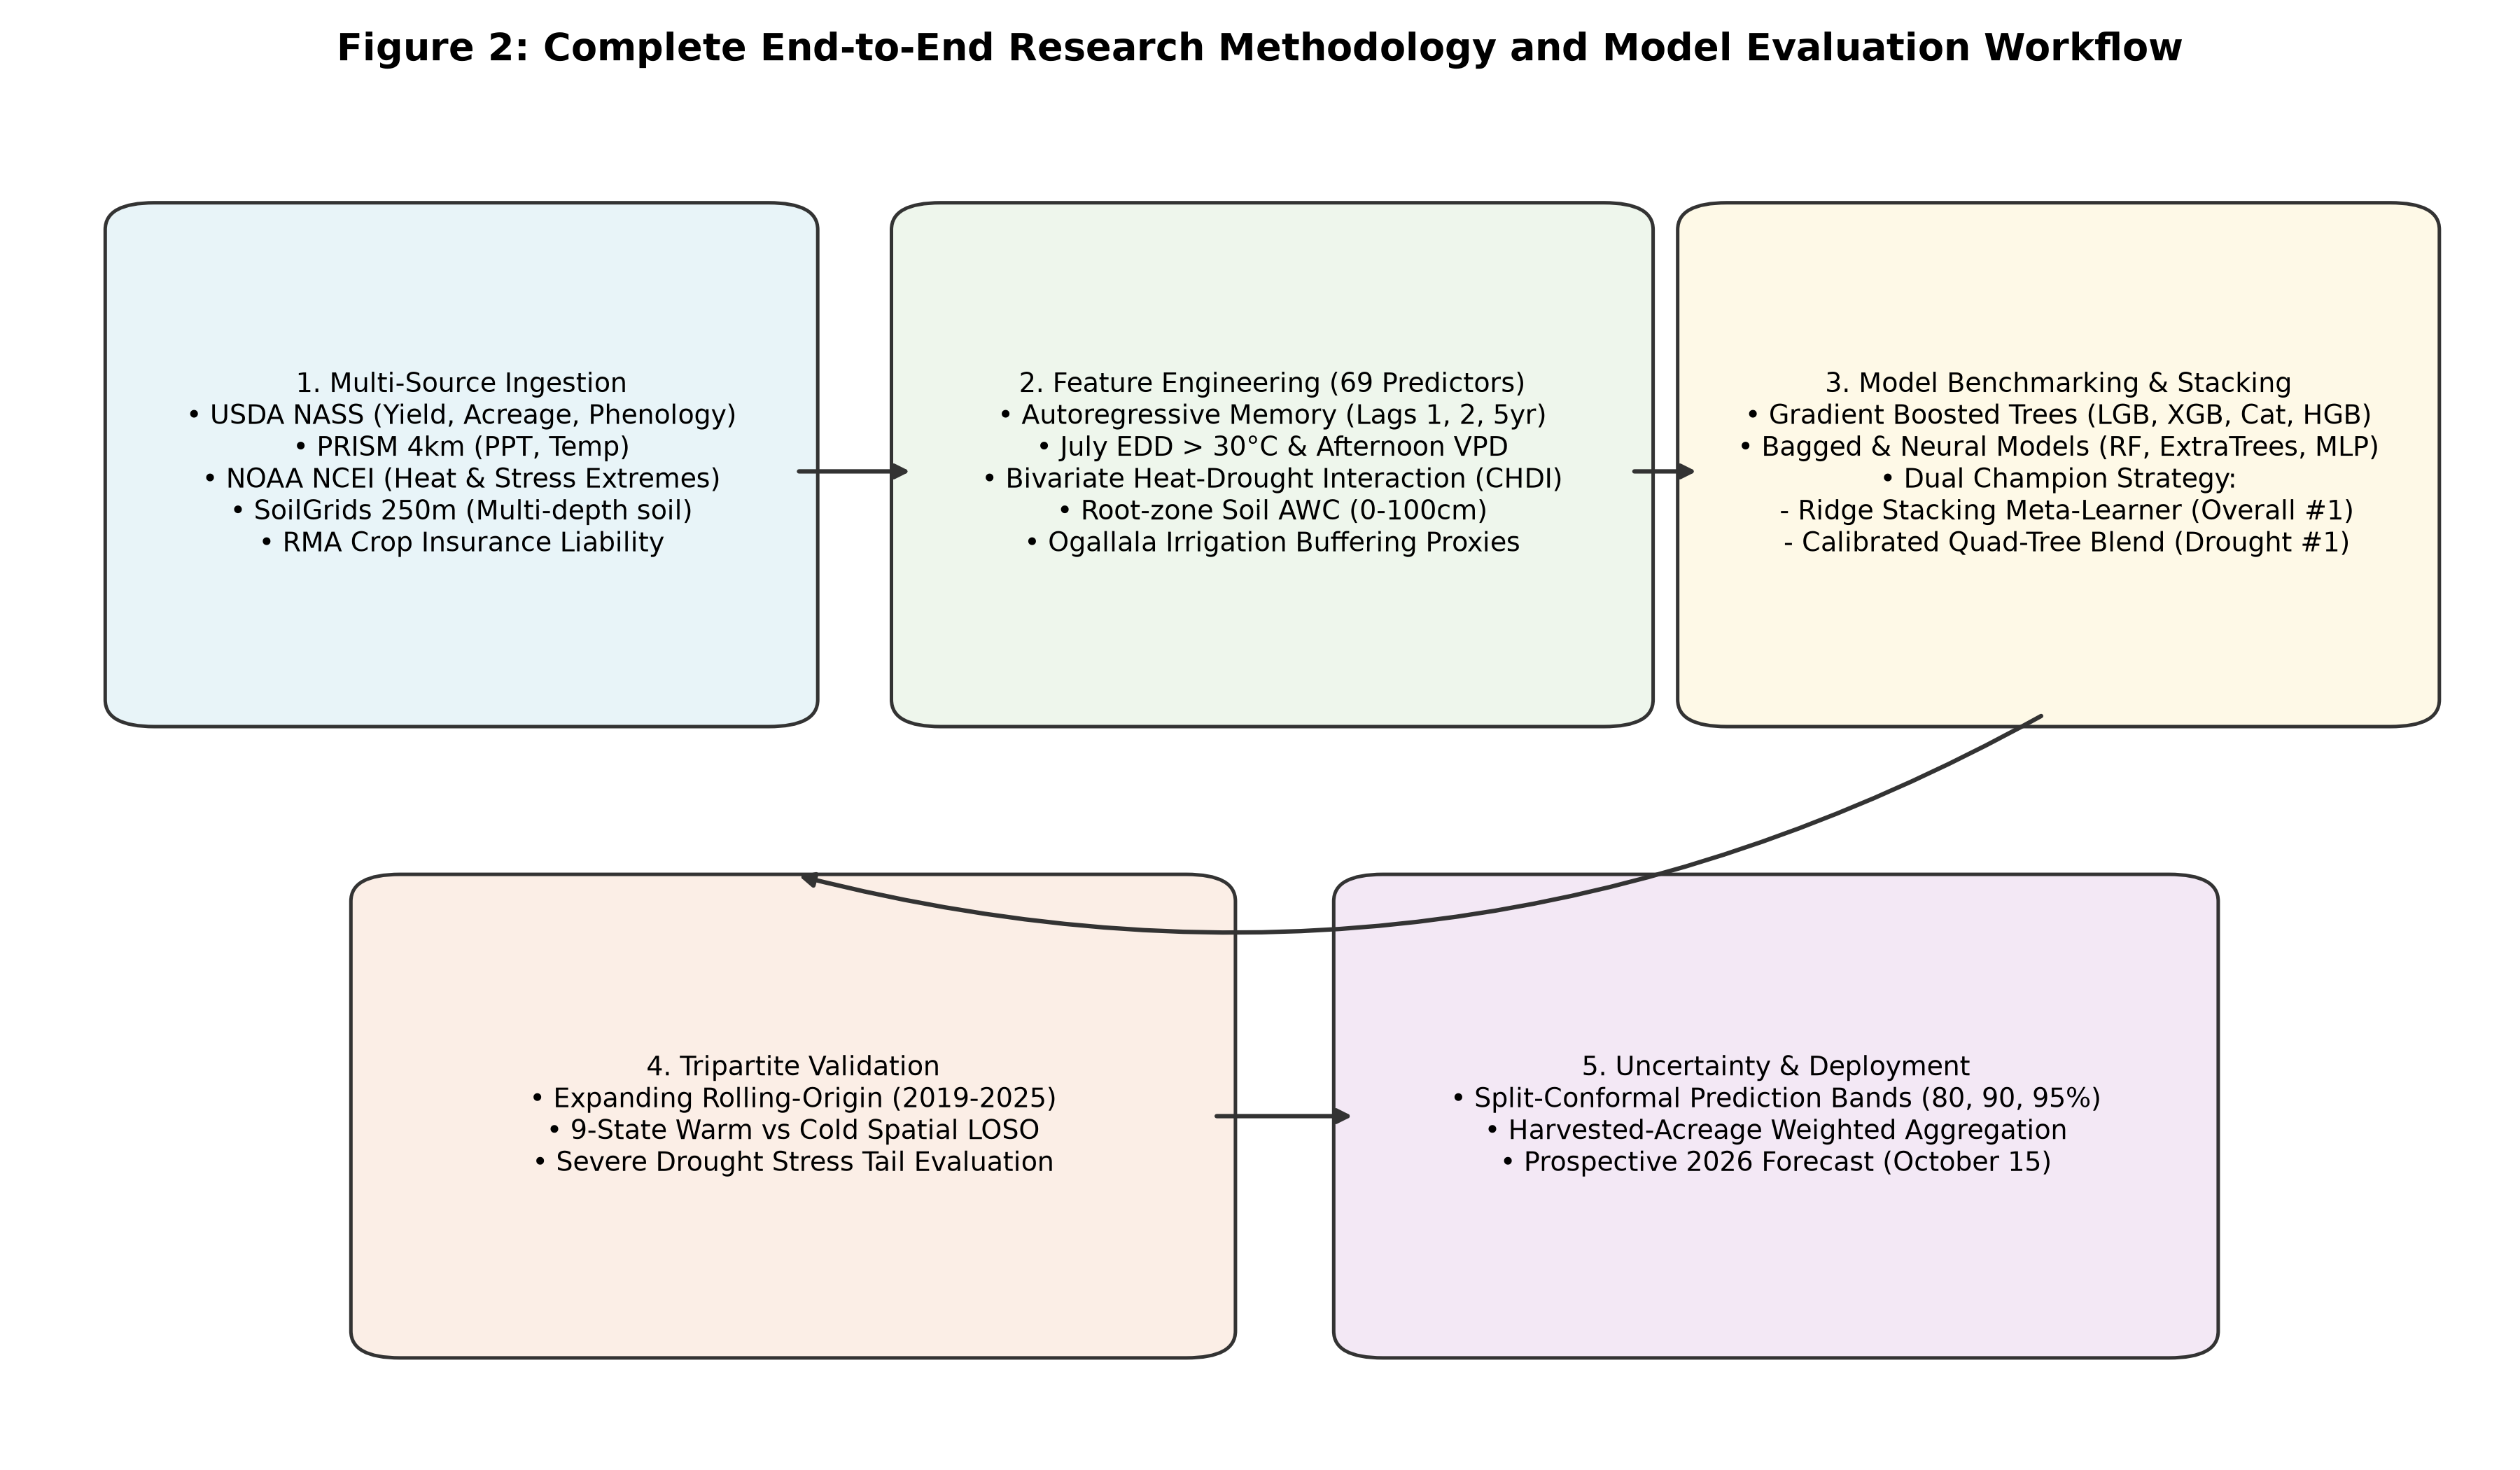 Figure 2: Complete End-to-End Research Methodology and Model Evaluation Workflow
1. Multi-Source Ingestion
• USDA NASS (Yield, Acreage, Phenology)
• PRISM 4km (PPT, Temp)
• NOAA NCEI (Heat & Stress Extremes)
• SoilGrids 250m (Multi-depth soil)
• RMA Crop Insurance Liability
2. Feature Engineering (69 Predictors)
• Autoregressive Memory (Lags 1, 2, 5yr)
• July EDD > 30°C & Afternoon VPD
• Bivariate Heat-Drought Interaction (CHDI)
• Root-zone Soil AWC (0-100cm)
• Ogallala Irrigation Buffering Proxies
3. Model Benchmarking & Stacking
• Gradient Boosted Trees (LGB, XGB, Cat, HGB)
• Bagged & Neural Models (RF, ExtraTrees, MLP)
• Dual Champion Strategy:
- Ridge Stacking Meta-Learner (Overall #1)
- Calibrated Quad-Tree Blend (Drought #1)
4. Tripartite Validation
• Expanding Rolling-Origin (2019-2025)
• 9-State Warm vs Cold Spatial LOSO
• Severe Drought Stress Tail Evaluation
5. Uncertainty & Deployment
• Split-Conformal Prediction Bands (80, 90, 95%)
• Harvested-Acreage Weighted Aggregation
• Prospective 2026 Forecast (October 15)